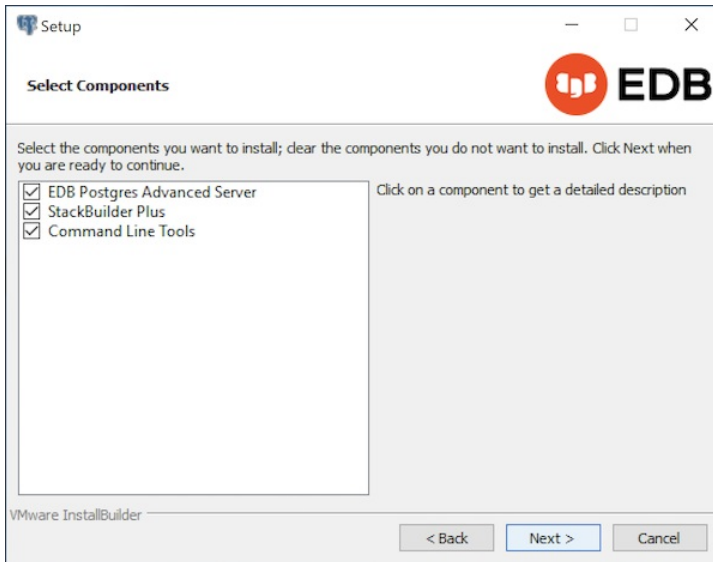 Setup
Select Components
EDB
Select the components you want to install; clear the components you do not want to install. Click Next when
you are ready to continue.
EDB Postgres Advanced Server
StackBuilder Plus
Command Line Tools
Click on a component to get a detailed description
VMware InstallBuilder
< Back
Next >
Cancel